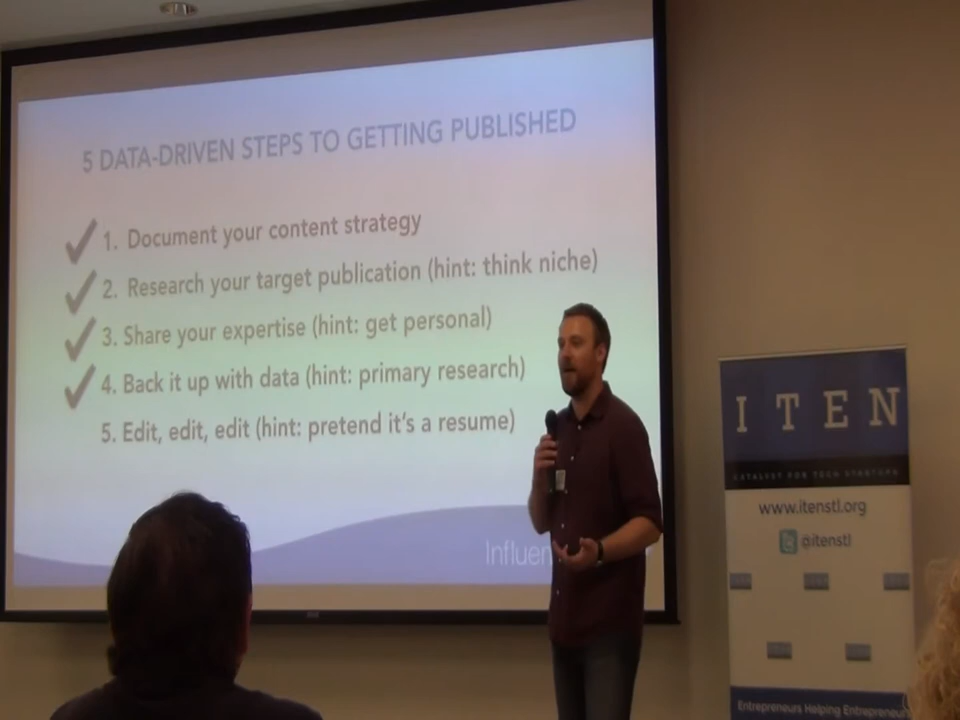 5 DATA-DRIVEN STEPS TO GETTING PUBLISHED
1. Document your content strategy
2. Research your target publication (hint: think niche)
3. Share your expertise (hint: get personal)
4. Back it up with data (hint: primary research)
5. Edit, edit, edit (hint: pretend it's a resume)
Influen
ITEN
CATALYST FOR TECH STARTUPS
www.itenstl.org
@itenstl
Entrepreneurs Helping Entrepreneurs